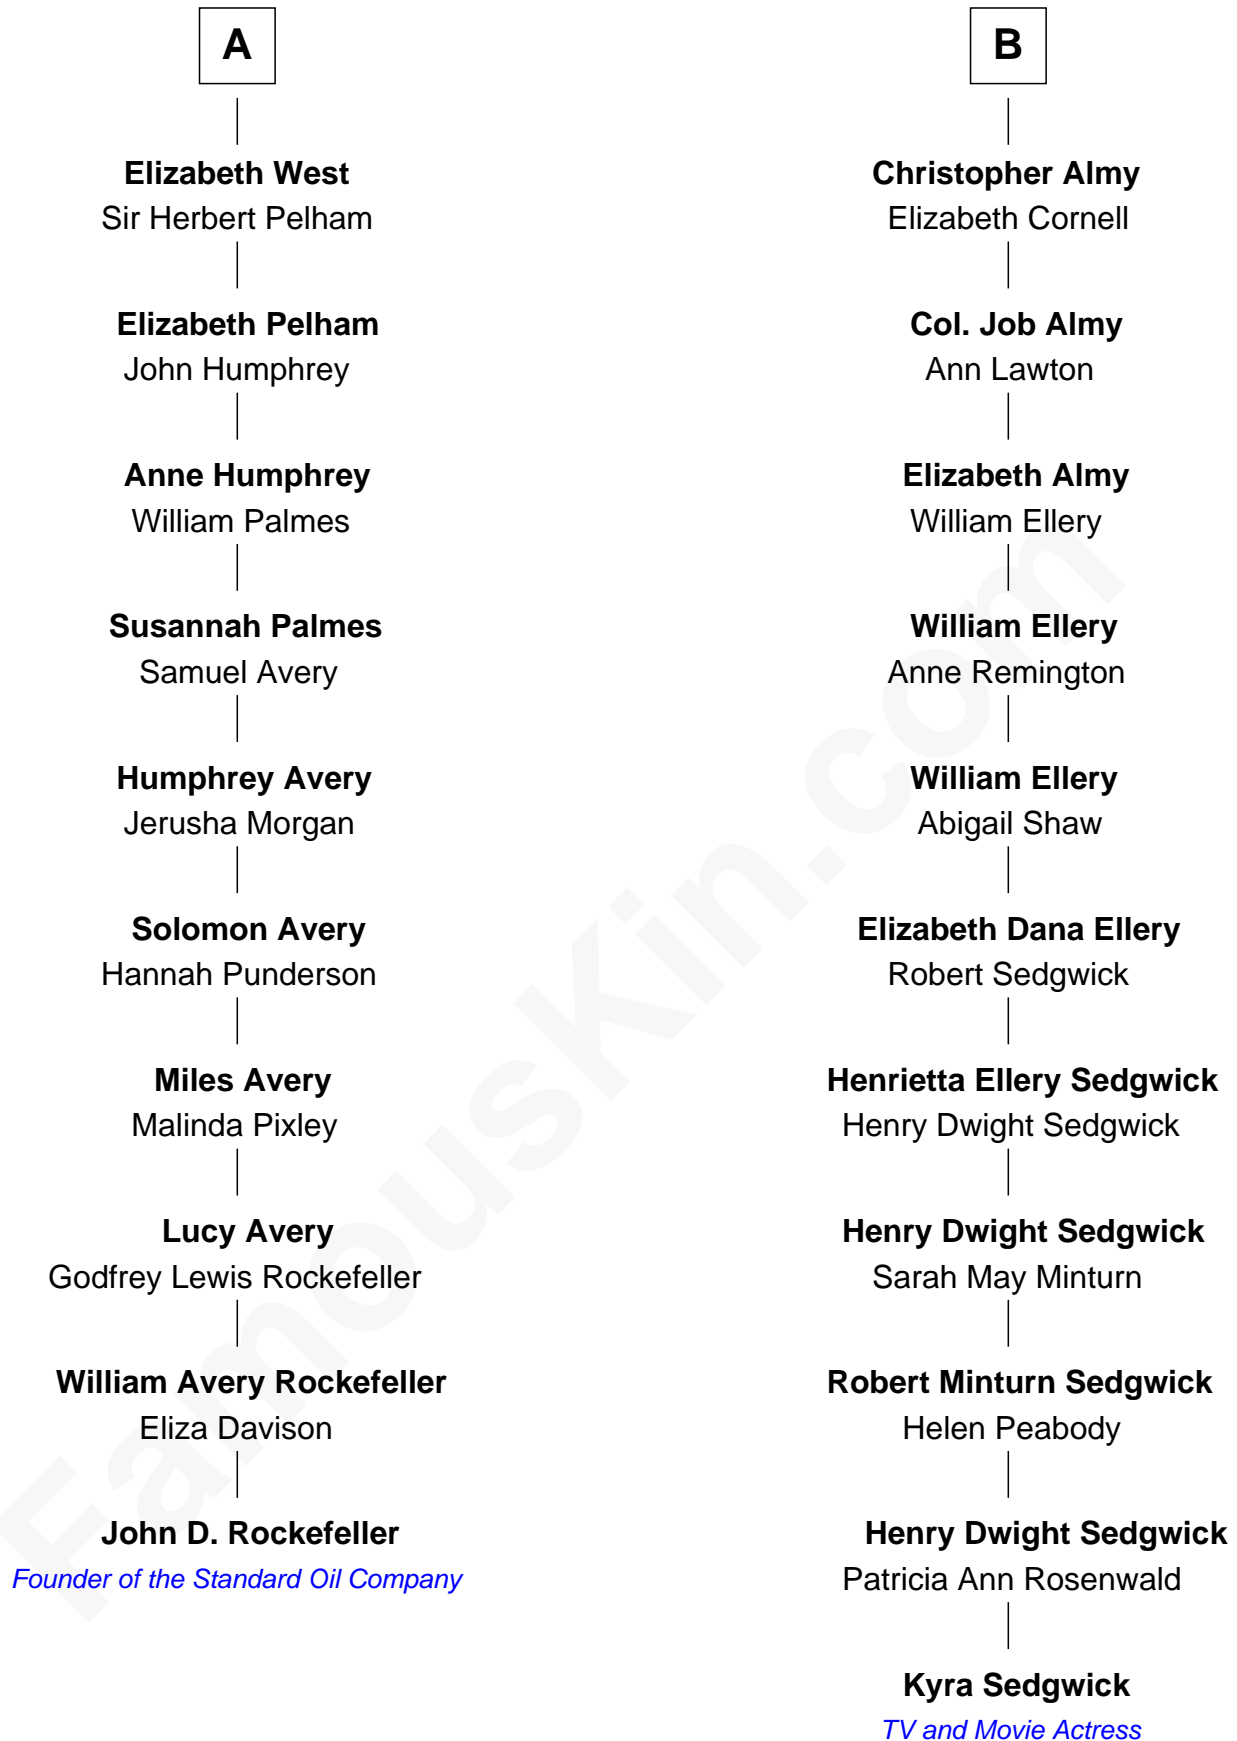 A
Elizabeth West
Sir Herbert Pelham
Elizabeth Pelham
John Humphrey
Anne Humphrey
William Palmes
Susannah Palmes
Samuel Avery
Humphrey Avery
Jerusha Morgan
Solomon Avery
Hannah Punderson
Miles Avery
Malinda Pixley
Lucy Avery
Godfrey Lewis Rockefeller
William Avery Rockefeller
Eliza Davison
John D. Rockefeller
Founder of the Standard Oil Company
B
Christopher Almy
Elizabeth Cornell
Col. Job Almy
Ann Lawton
Elizabeth Almy
William Ellery
William Ellery
Anne Remington
William Ellery
Abigail Shaw
Elizabeth Dana Ellery
Robert Sedgwick
Henrietta Ellery Sedgwick
Henry Dwight Sedgwick
Henry Dwight Sedgwick
Sarah May Minturn
Robert Minturn Sedgwick
Helen Peabody
Henry Dwight Sedgwick
Patricia Ann Rosenwald
Kyra Sedgwick
TV and Movie Actress
FamousKin.com